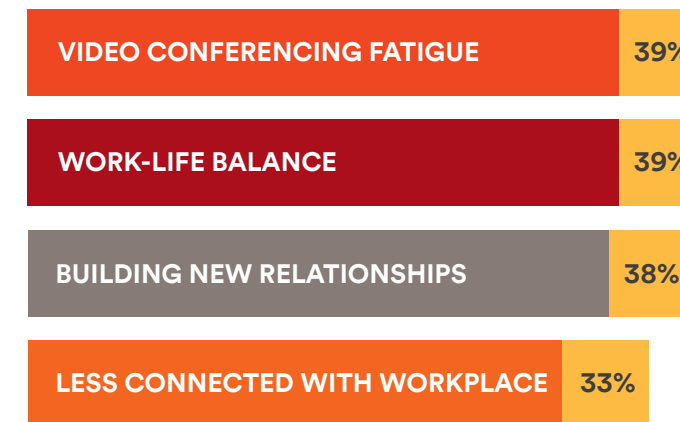 VIDEO CONFERENCING FATIGUE 39%
WORK-LIFE BALANCE 39%
BUILDING NEW RELATIONSHIPS 38%
LESS CONNECTED WITH WORKPLACE 33%